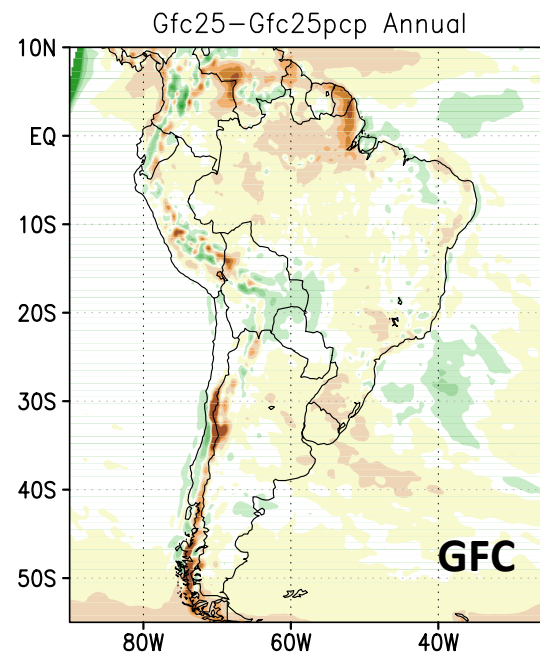 Gfc25-Gfc25pcp Annual
10N
EQ
10S
20S
30S
40S
50S
GFC
80W 60W 40W